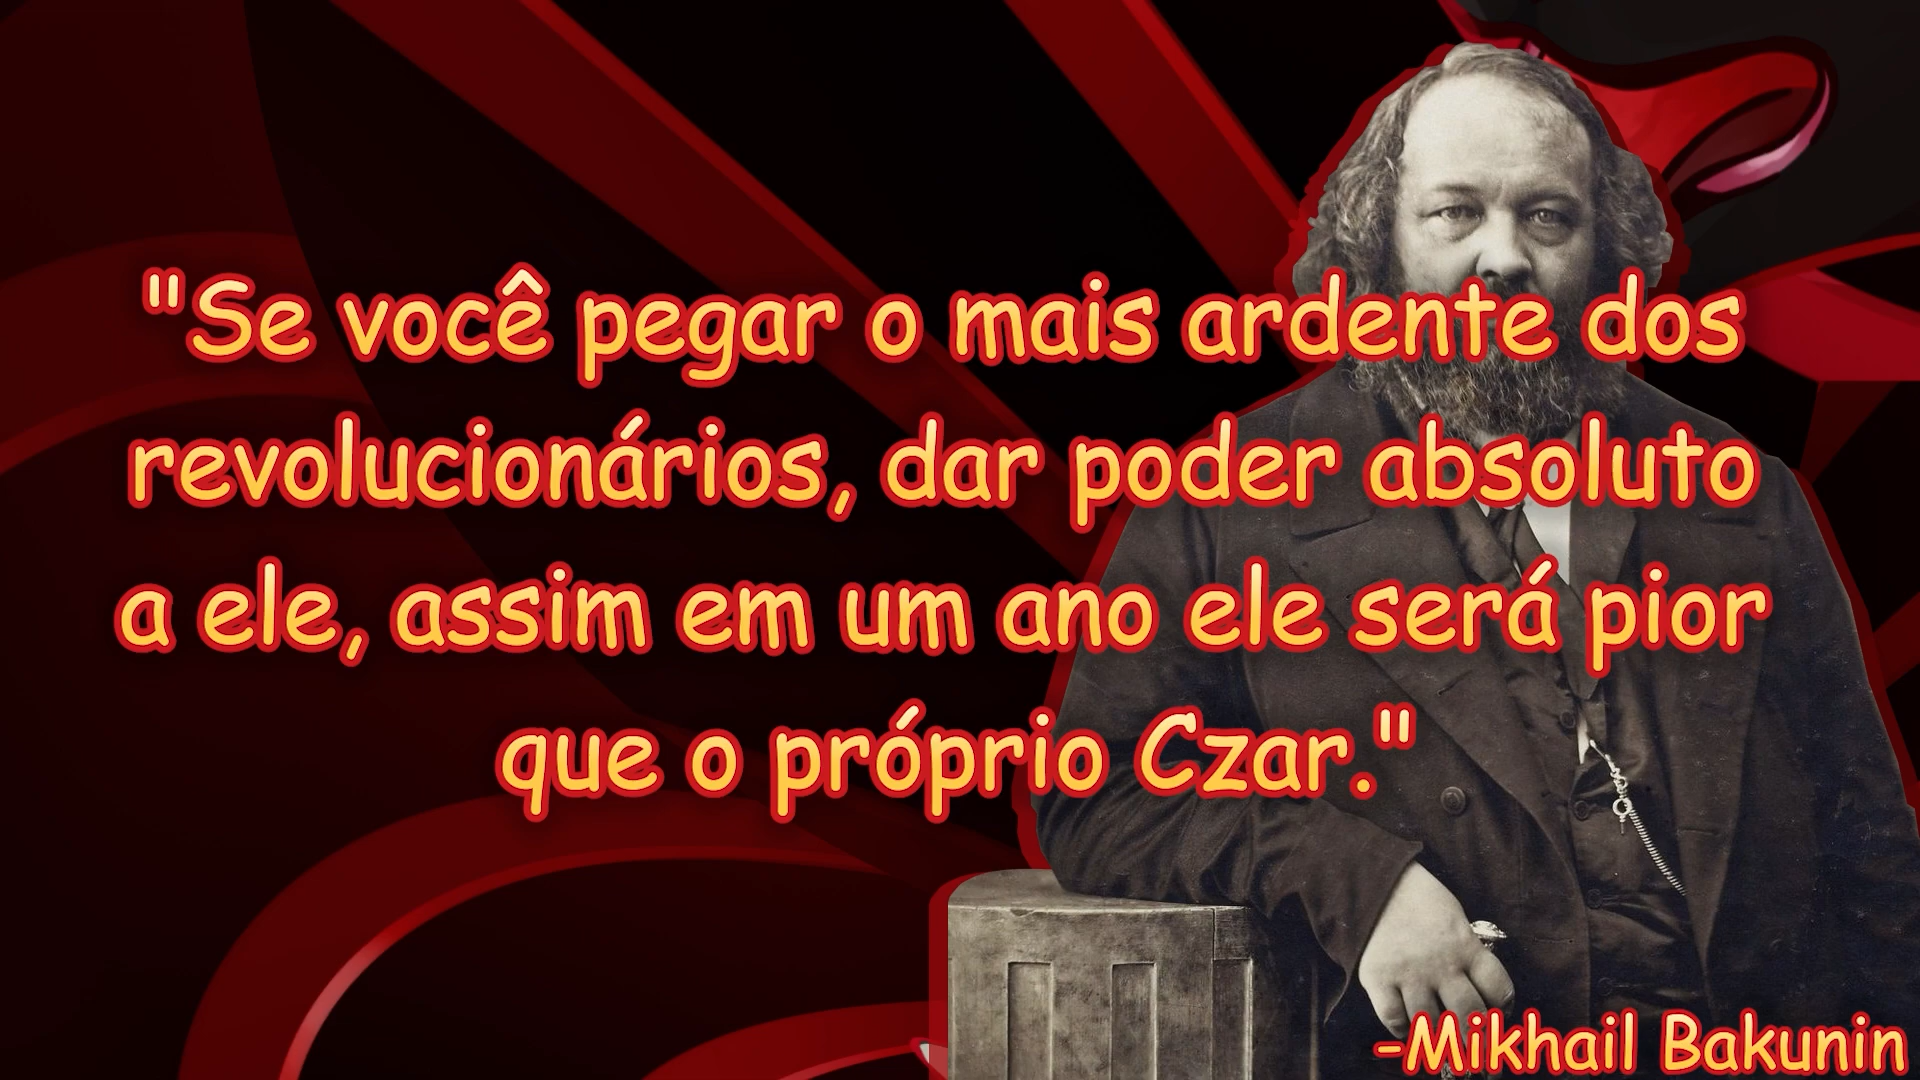 "Se você pegar o mais ardente dos
revolucionários, dar poder absoluto
a ele, assim em um ano ele será pior
que o próprio Czar."
-Mikhail Bakunin